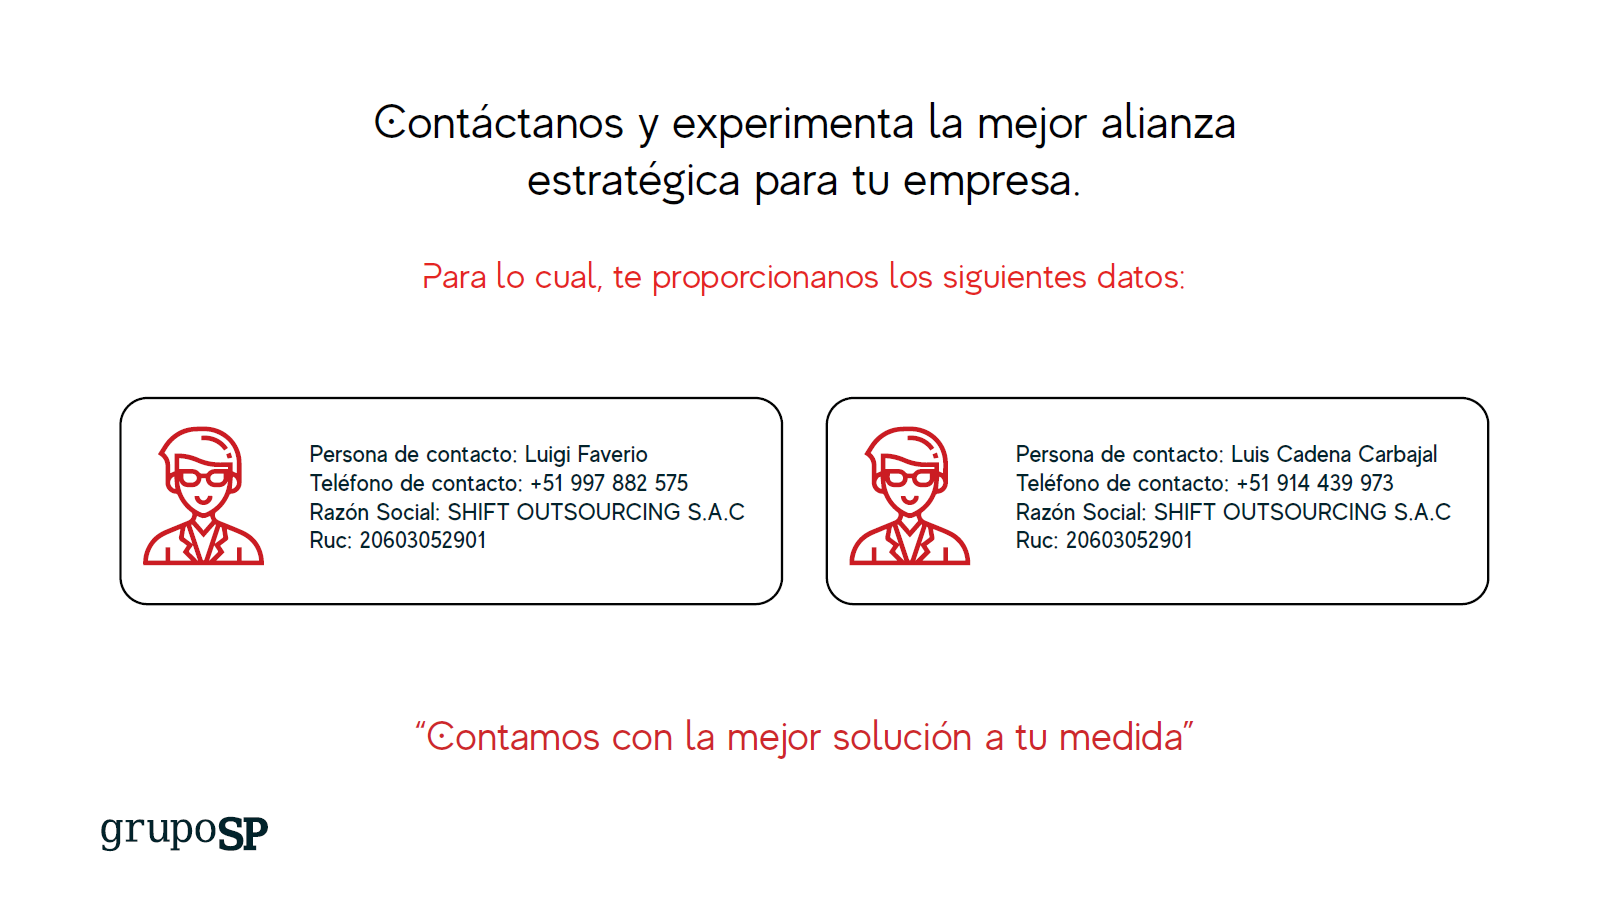 Contáctanos y experimenta la mejor alianza
estratégica para tu empresa.
Para lo cual, te proporcionanos los siguientes datos:
Persona de contacto: Luigi Faverio
Teléfono de contacto: +51 997 882 575
Razón Social: SHIFT OUTSOURCING S.A.C
Ruc: 20603052901
Persona de contacto: Luis Cadena Carbajal
Teléfono de contacto: +51 914 439 973
Razón Social: SHIFT OUTSOURCING S.A.C
Ruc: 20603052901
“Contamos con la mejor solución a tu medida”
grupoSP